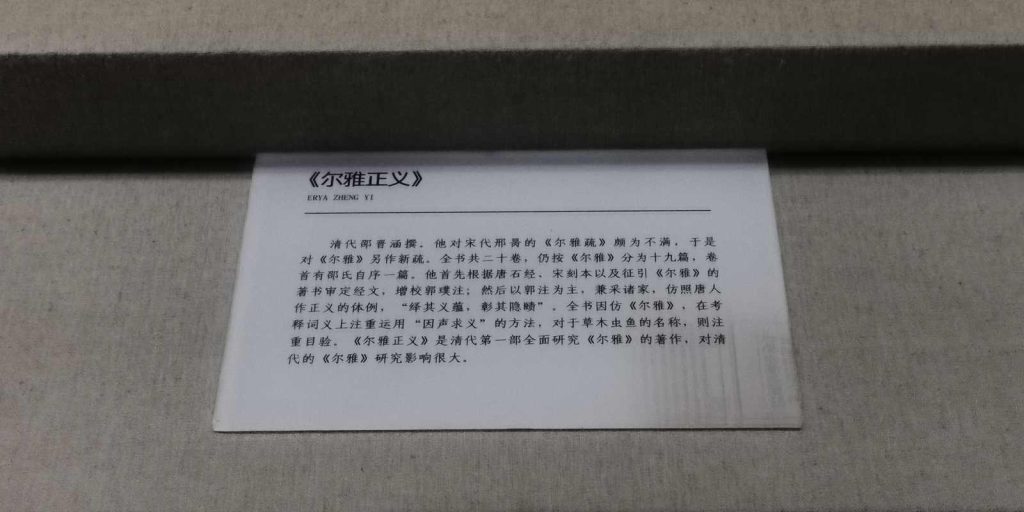 《尔雅正义》
ERYA ZHENG YI
清代邵晋涵撰。他对宋代邢昺的《尔雅疏》颇为不满，于是
对《尔雅》另作新疏。全书共二十卷，仍按《尔雅》分为十九篇，卷
首有邵氏自序一篇。他首先根据唐石经、宋刻本以及征引《尔雅》的
著书审定经文，增校郭璞注；然后以郭注为主，兼采诸家，仿照唐人
作正义的体例，“绎其义蕴，彰其隐赜”。全书因仿《尔雅》，在考
释词义上注重运用“因声求义”的方法，对于草木虫鱼的名称，则注
重目验。《尔雅正义》是清代第一部全面研究《尔雅》的著作，对清
代的《尔雅》研究影响很大。